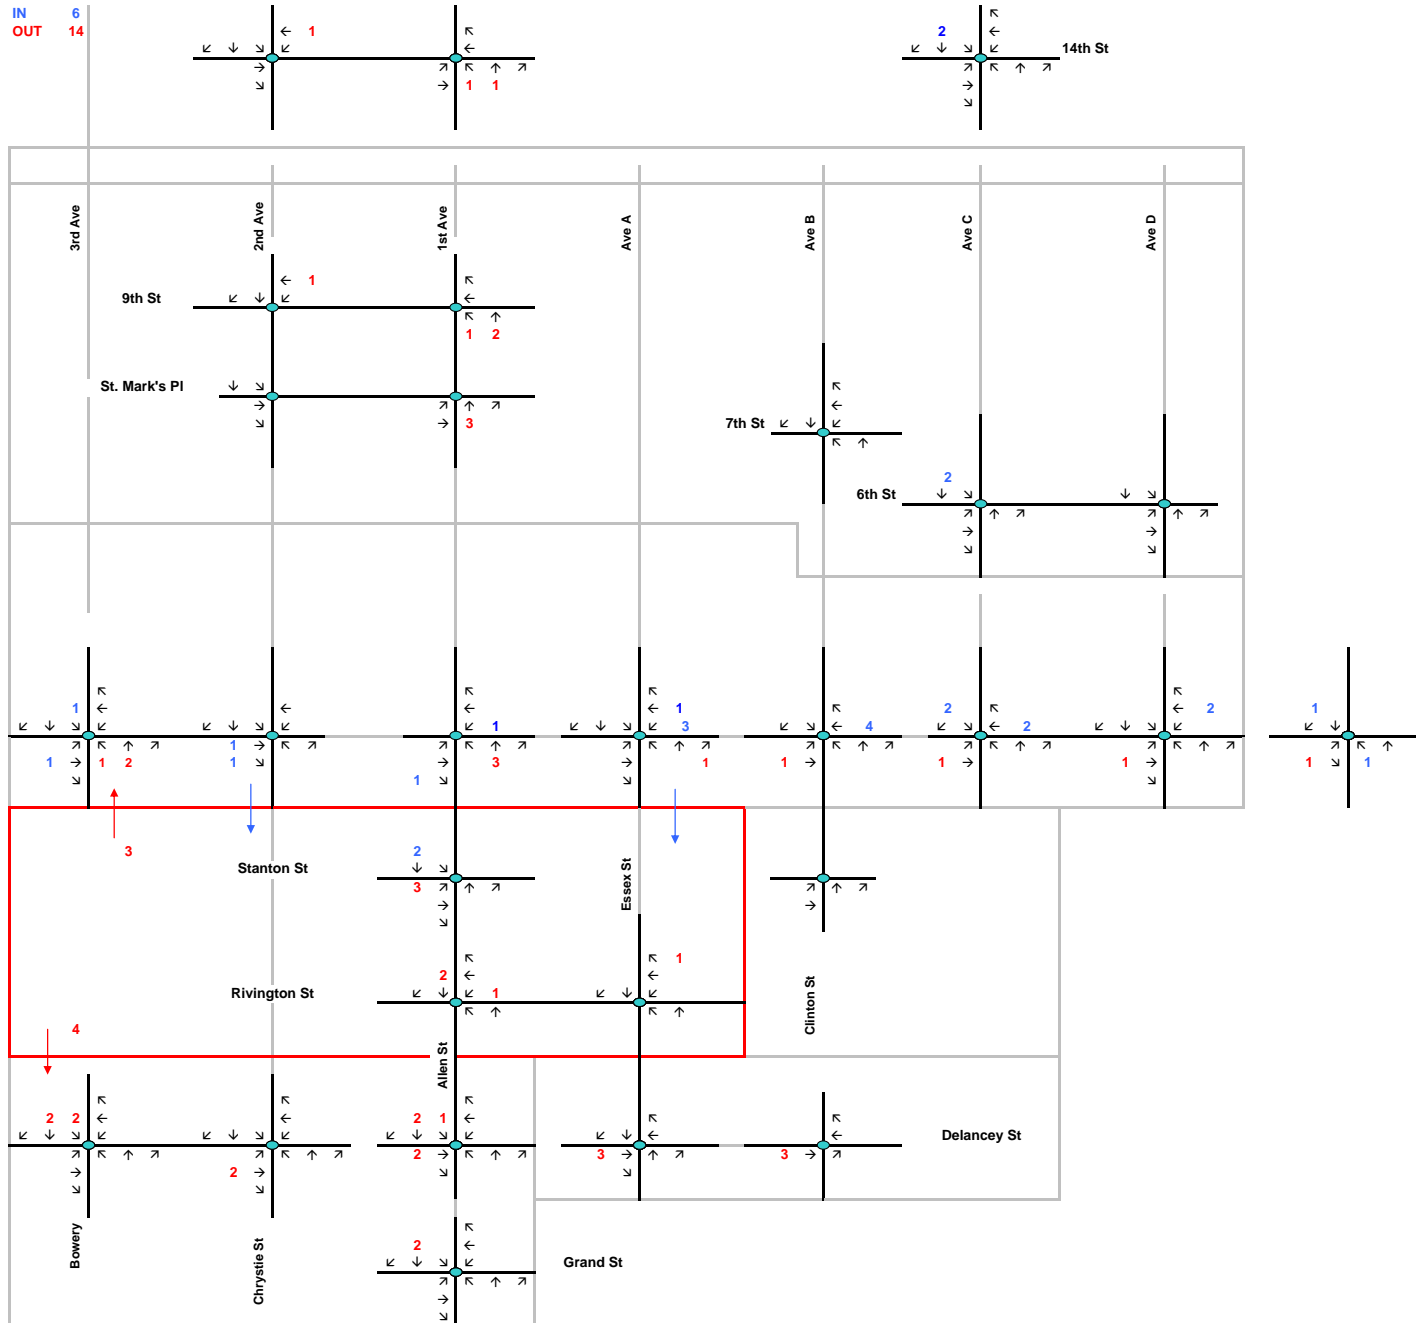 IN 6
OUT 14
1
2
14th St
1 1
3rd Ave
2nd Ave
1st Ave
Ave A
Ave B
Ave C
Ave D
1
9th St
1 2
St. Mark's Pl
3
7th St
2
6th St
1 1 2 2 1
1 3 4 2 2
1
1 1 2 1 3 1 1 1 1 1 1
1 1
3
2
Stanton St
3
Essex St
1
2
Rivington St
1
Clinton St
4
Allen St
2 2 2 1
Delancey St
2 2 3 3
Bowery
Chrystie St
2
Grand St